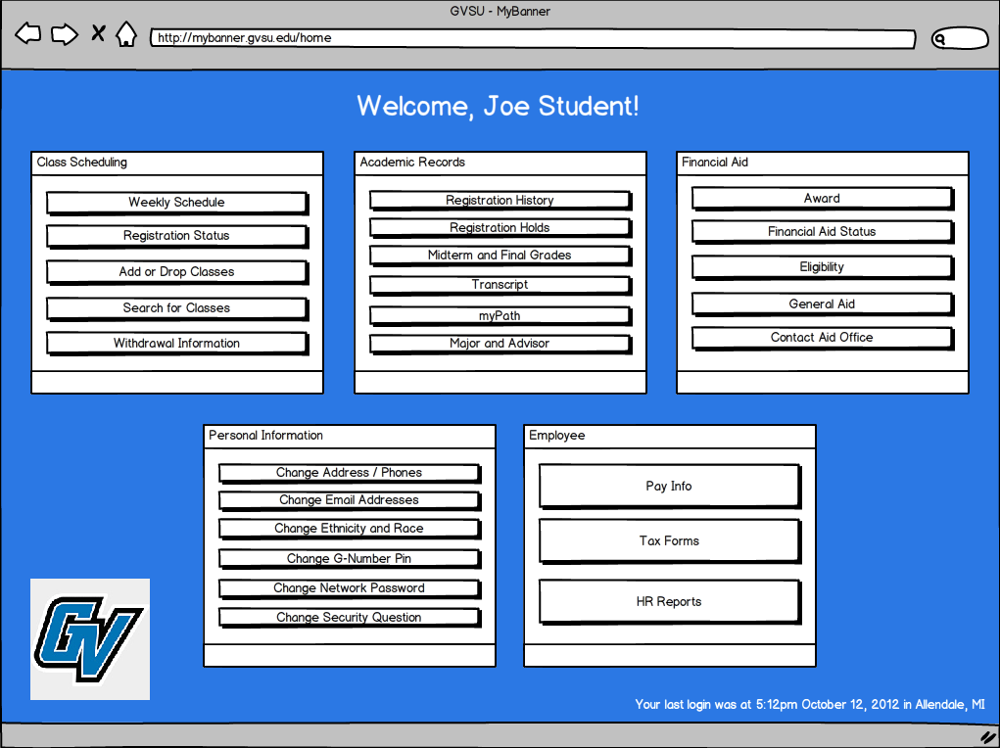 GVSU - MyBanner
http://mybanner.gvsu.edu/home
Welcome, Joe Student!
Class Scheduling
Weekly Schedule
Registration Status
Add or Drop Classes
Search for Classes
Withdrawal Information
Academic Records
Registration History
Registration Holds
Midterm and Final Grades
Transcript
myPath
Major and Advisor
Financial Aid
Award
Financial Aid Status
Eligibility
General Aid
Contact Aid Office
Personal Information
Change Address / Phones
Change Email Addresses
Change Ethnicity and Race
Change G-Number Pin
Change Network Password
Change Security Question
Employee
Pay Info
Tax Forms
HR Reports
GV
Your last login was at 5:12pm October 12, 2012 in Allendale, MI